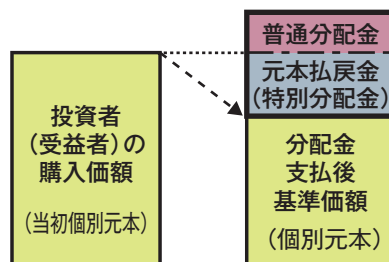 投資者
(受益者)の
購入価額
(当初個別元本)
普通分配金
元本払戻金
(特別分配金)
分配金
支払後
基準価額
(個別元本)